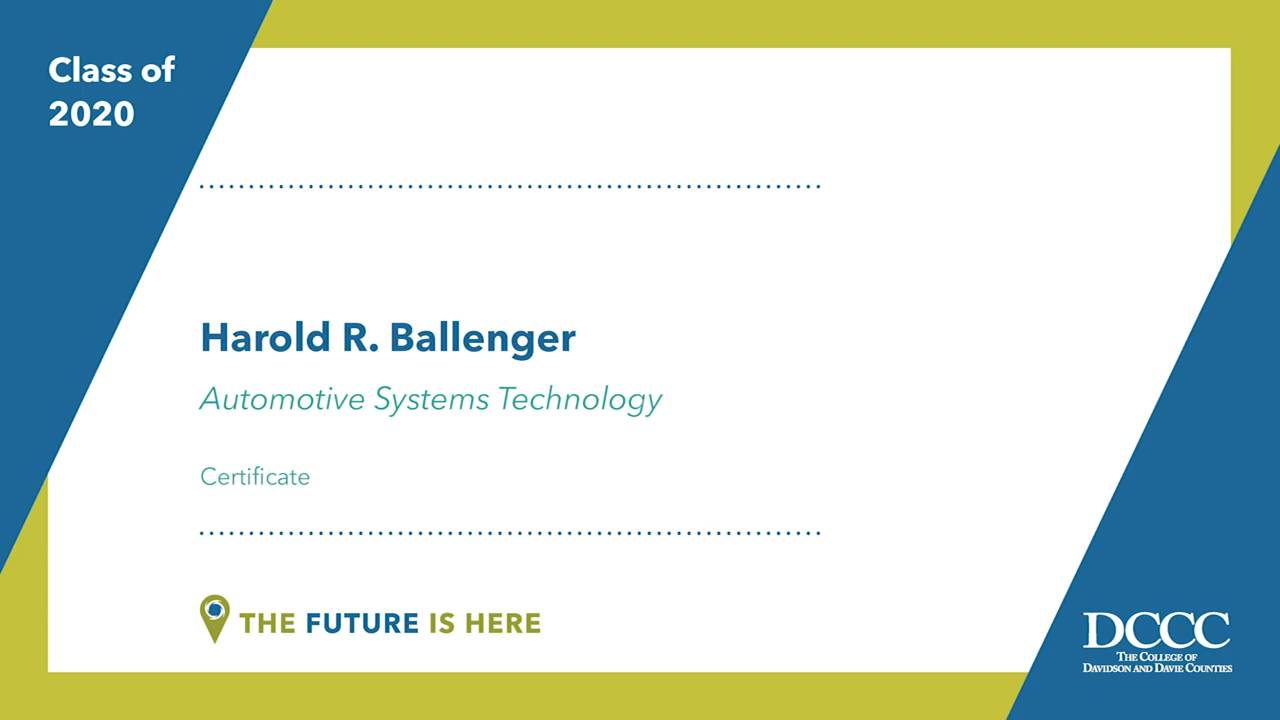 Class of
2020
Harold R. Ballenger
Automotive Systems Technology
Certificate
THE FUTURE IS HERE
DCCC
THE COLLEGE OF
DAVIDSON AND DAVIE COUNTIES